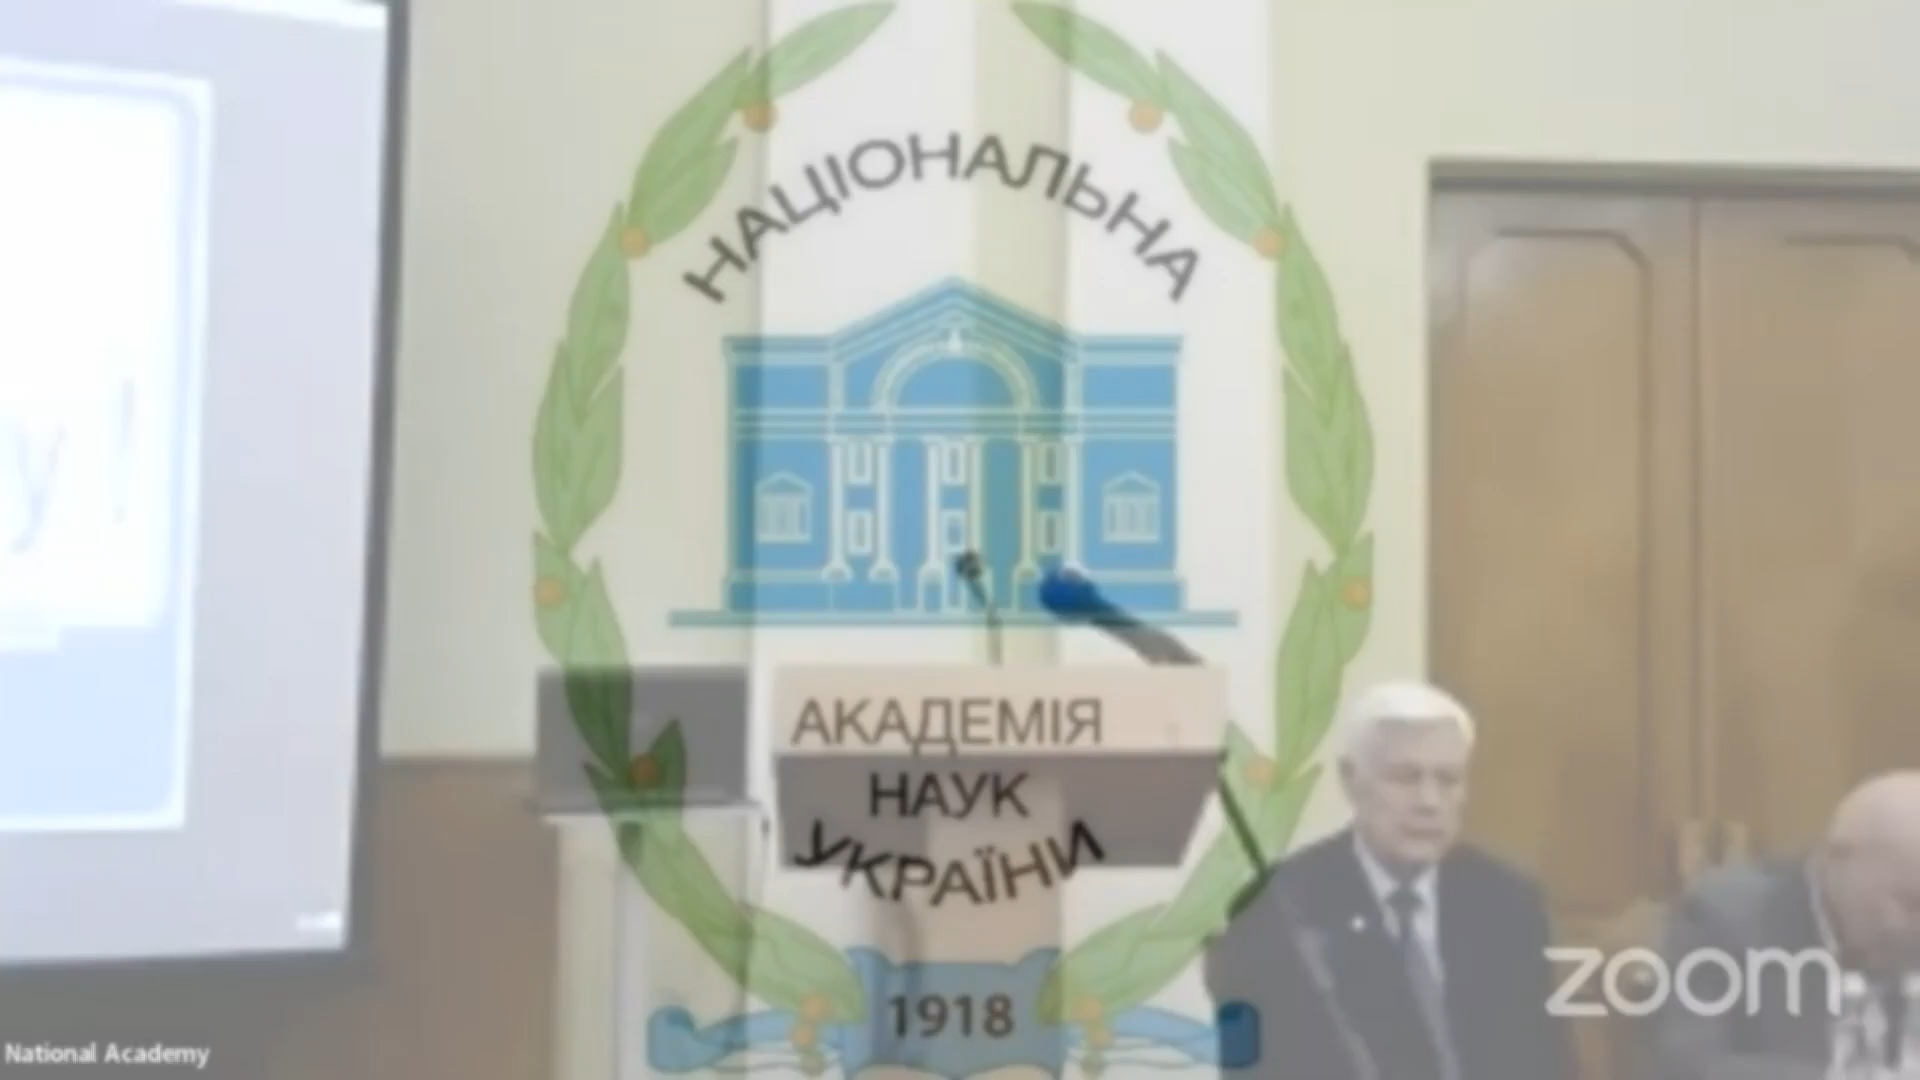 НАЦІОНАЛЬНА
У!
АКАДЕМІЯ
НАУК
УКРАЇНИ
1918
zoom
National Academy